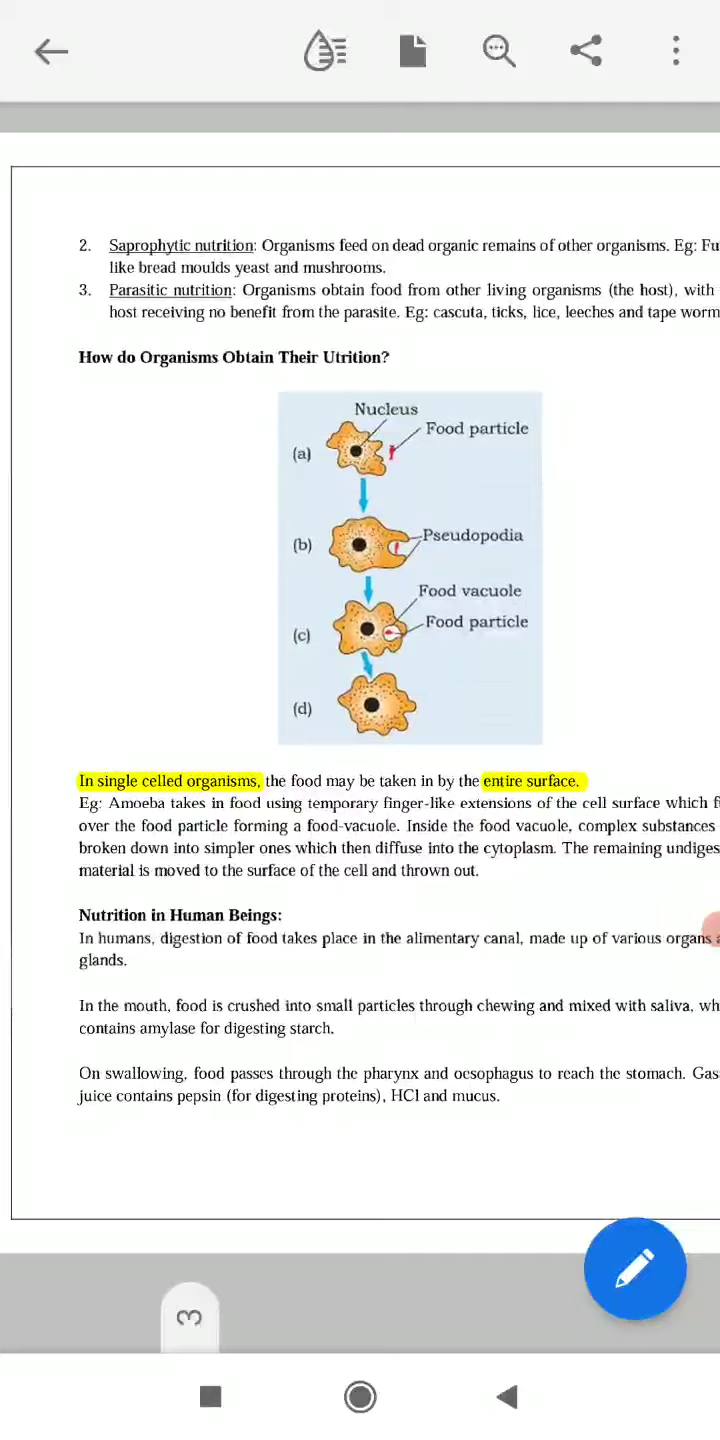 2. Saprophytic nutrition: Organisms feed on dead organic remains of other organisms. Eg: Fu
like bread moulds yeast and mushrooms.
3. Parasitic nutrition: Organisms obtain food from other living organisms (the host), with
host receiving no benefit from the parasite. Eg: cascuta, ticks, lice, leeches and tape worm
How do Organisms Obtain Their Utrition?
Nucleus
Food particle
(a)
Pseudopodia
(b)
Food vacuole
Food particle
(c)
(d)
In single celled organisms, the food may be taken in by the entire surface.
Eg: Amoeba takes in food using temporary finger-like extensions of the cell surface which f
over the food particle forming a food-vacuole. Inside the food vacuole, complex substances
broken down into simpler ones which then diffuse into the cytoplasm. The remaining undiges
material is moved to the surface of the cell and thrown out.
Nutrition in Human Beings:
In humans, digestion of food takes place in the alimentary canal, made up of various organs a
glands.
In the mouth, food is crushed into small particles through chewing and mixed with saliva, wh
contains amylase for digesting starch.
On swallowing, food passes through the pharynx and oesophagus to reach the stomach. Gas
juice contains pepsin (for digesting proteins), HCl and mucus.
3